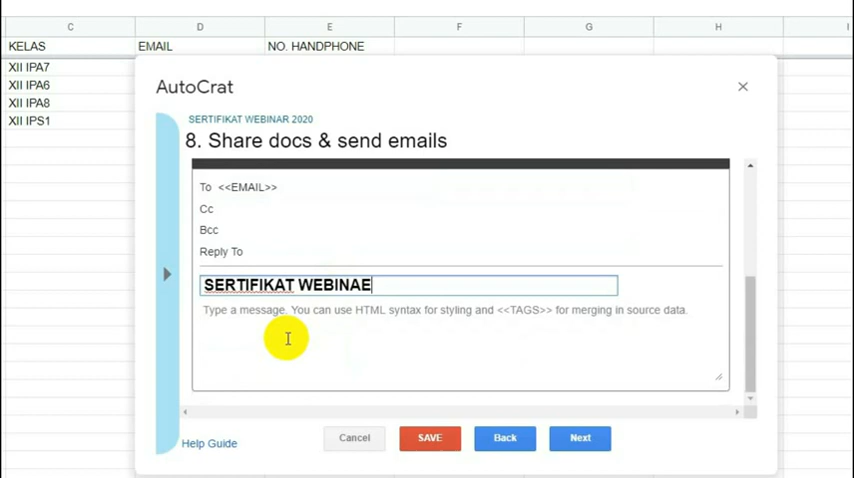 C D E F G H I
KELAS EMAIL NO. HANDPHONE
XII IPA7
XII IPA6
XII IPA8
XII IPS1
AutoCrat
SERTIFIKAT WEBINAR 2020
8. Share docs & send emails
To <<EMAIL>>
Cc
Bcc
Reply To
SERTIFIKAT WEBINAE
Type a message. You can use HTML syntax for styling and <<TAGS>> for merging in source data.
Help Guide
Cancel
SAVE
Back
Next